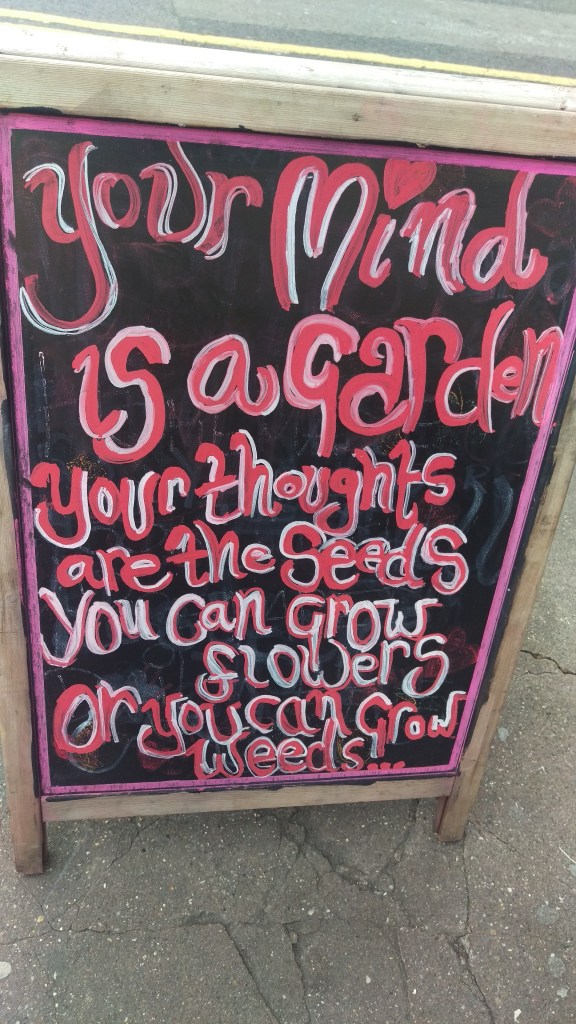 your Mind
is a garden
your thoughts
are the seeds
you can grow
flowers
or you can grow
weeds....